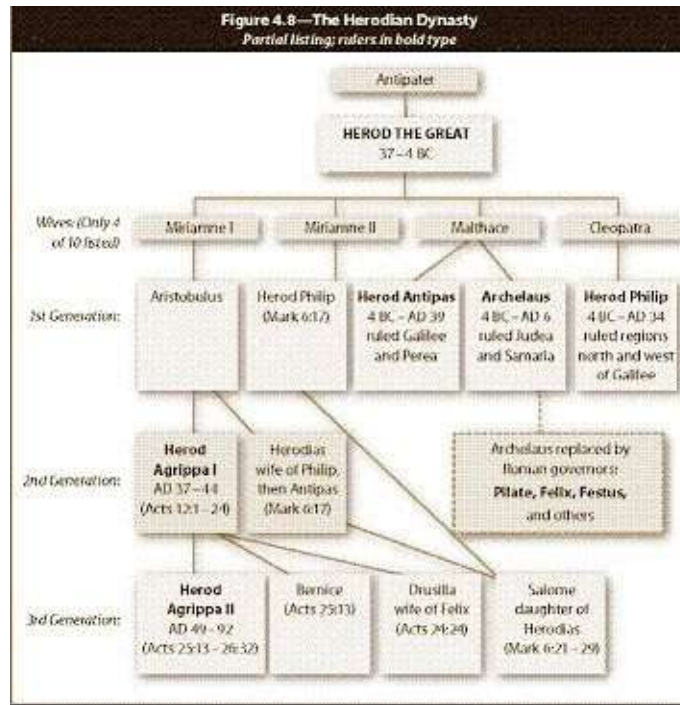 Figure 4.8—The Herodian Dynasty
Partial listing; rulers in bold type
Antipater
HEROD THE GREAT
37–4 BC
Wives: (Only 4
of 10 listed)
Miriamne I
Miriamne II
Malthace
Cleopatra
1st Generation:
Aristobulus
Herod Philip
(Mark 6:17)
Herod Antipas
4 BC – AD 39
ruled Galilee
and Perea
Archelaus
4 BC – AD 6
ruled Judea
and Samaria
Herod Philip
4 BC – AD 34
ruled regions
north and west
of Galilee
2nd Generation:
Herod
Agrippa I
AD 37–44
(Acts 12:1–24)
Herodias
wife of Philip,
then Antipas
(Mark 6:17)
Archelaus replaced by
Roman governors:
Pilate, Felix, Festus,
and others
3rd Generation:
Herod
Agrippa II
AD 49–92
(Acts 25:13–26:32)
Bernice
(Acts 25:13)
Drusilla
wife of Felix
(Acts 24:24)
Salome
daughter of
Herodias
(Mark 6:21–29)